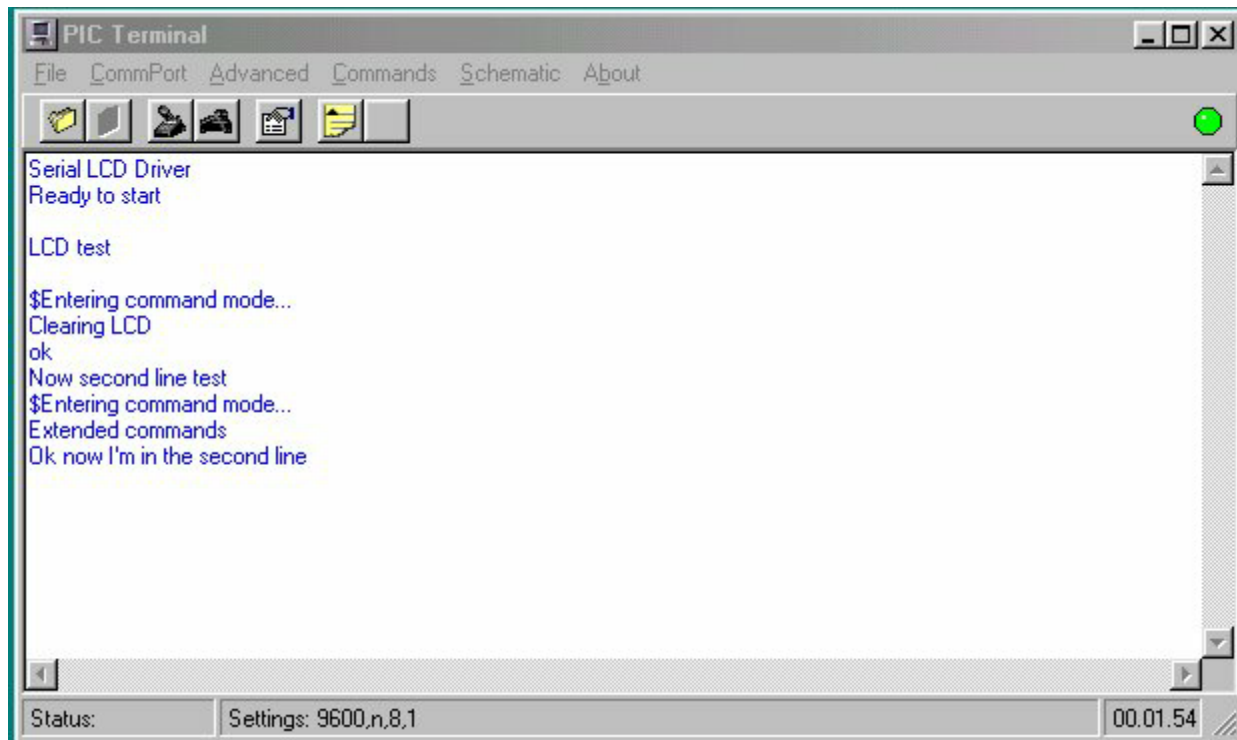 PIC Terminal
File CommPort Advanced Commands Schematic About
Serial LCD Driver
Ready to start
LCD test
$Entering command mode...
Clearing LCD
ok
Now second line test
$Entering command mode...
Extended commands
Ok now I'm in the second line
Status: Settings: 9600,n,8,1 00.01.54